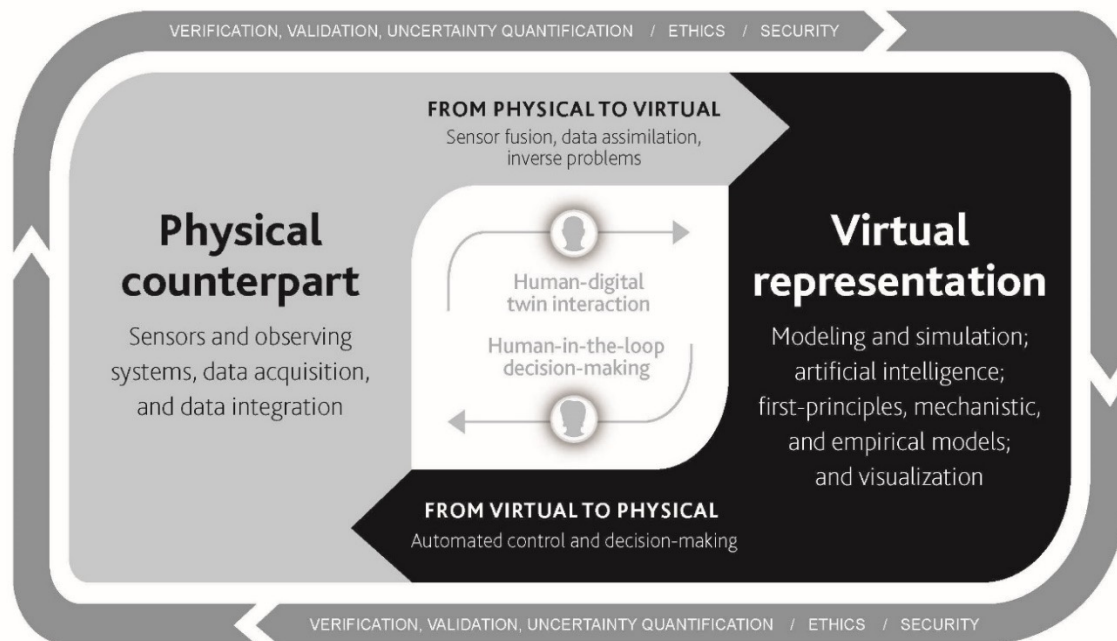 VERIFICATION, VALIDATION, UNCERTAINTY QUANTIFICATION / ETHICS / SECURITY
FROM PHYSICAL TO VIRTUAL
Sensor fusion, data assimilation,
inverse problems
Physical
counterpart
Sensors and observing
systems, data acquisition,
and data integration
Human-digital
twin interaction
Human-in-the-loop
decision-making
Virtual
representation
Modeling and simulation;
artificial intelligence;
first-principles, mechanistic,
and empirical models;
and visualization
FROM VIRTUAL TO PHYSICAL
Automated control and decision-making
VERIFICATION, VALIDATION, UNCERTAINTY QUANTIFICATION / ETHICS / SECURITY